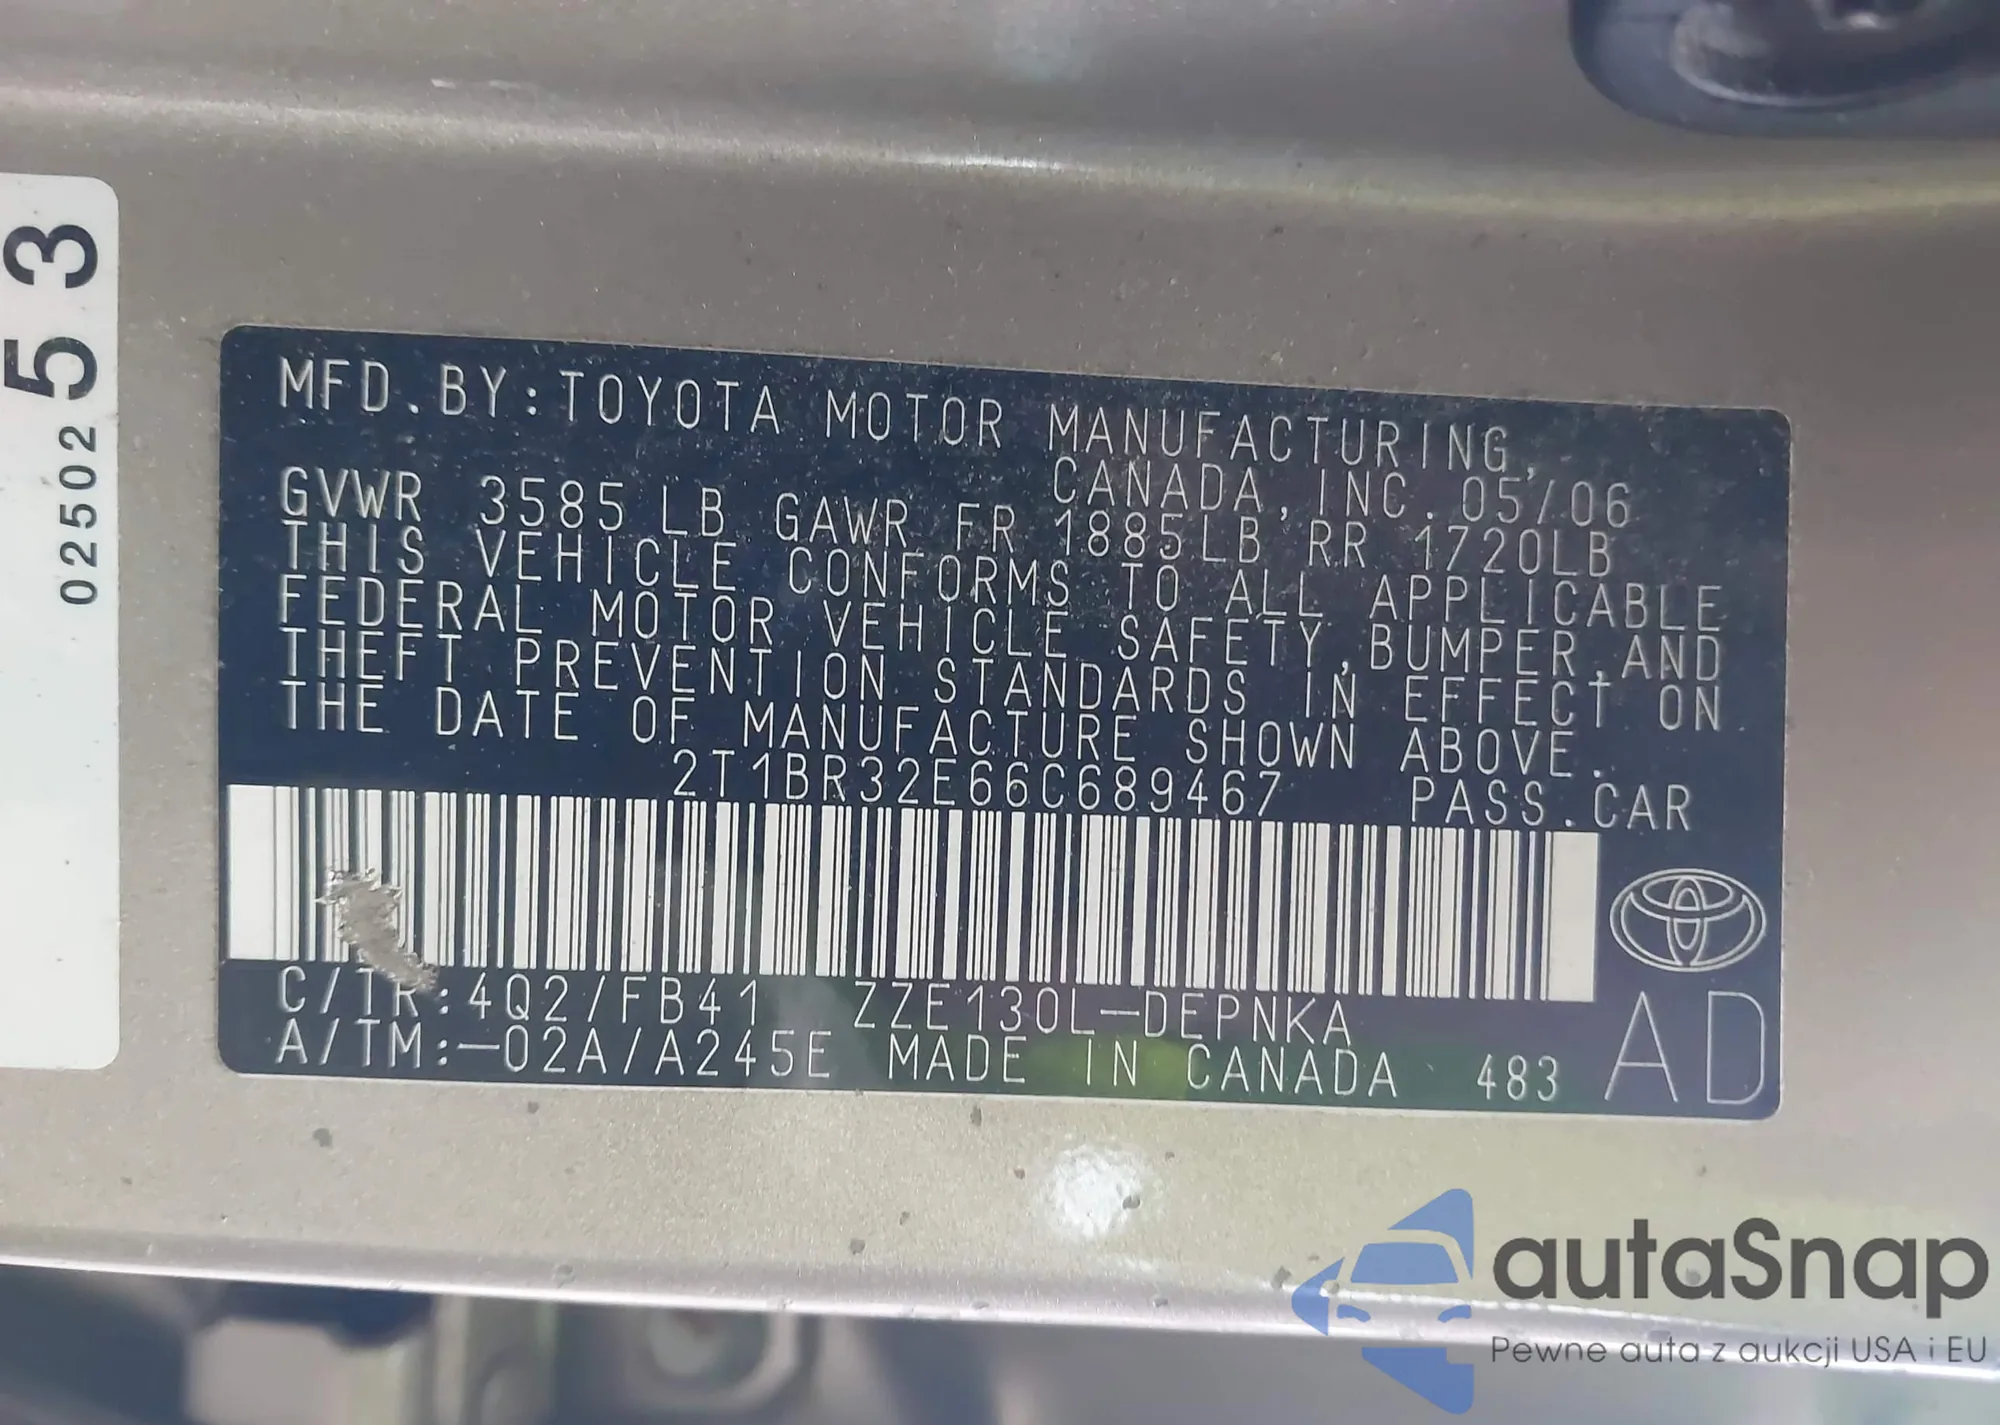 53
02502
MFD.BY:TOYOTA MOTOR MANUFACTURING,
CANADA, INC. 05/06
GVWR 3585LB GAWR FR 1885LB RR 1720LB
THIS VEHICLE CONFORMS TO ALL APPLICABLE
FEDERAL MOTOR VEHICLE SAFETY,BUMPER,AND
THEFT PREVENTION STANDARDS IN EFFECT ON
THE DATE OF MANUFACTURE SHOWN ABOVE.
2T1BR32E66C689467 PASS.CAR
C/TR:4Q2/FB41 ZZE130L-DEPNKA
A/TM:-02A/A245E MADE IN CANADA 483
AD
autaSnap
Pewne auta z aukcji USA i EU